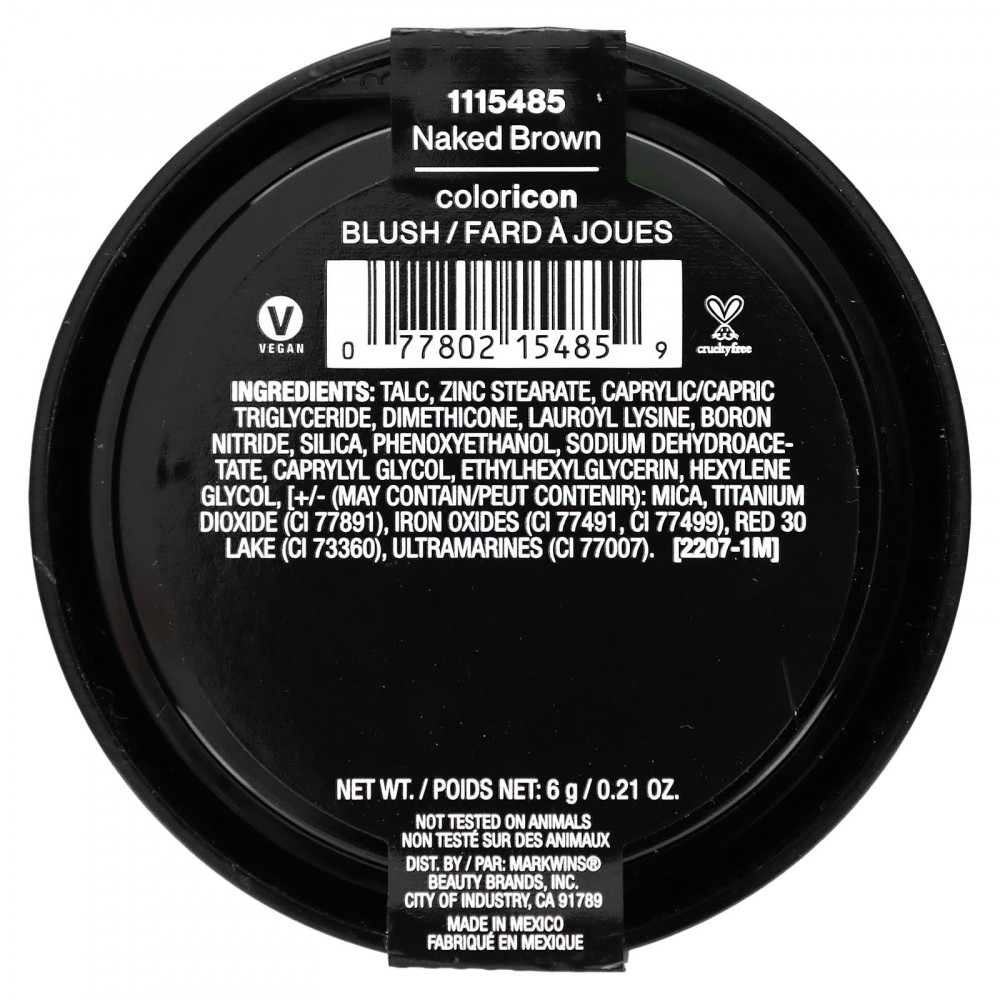 1115485
Naked Brown
coloricon
BLUSH / FARD À JOUES
VEGAN
0 77802 15485 9
crueltyfree
INGREDIENTS: TALC, ZINC STEARATE, CAPRYLIC/CAPRIC
TRIGLYCERIDE, DIMETHICONE, LAUROYL LYSINE, BORON
NITRIDE, SILICA, PHENOXYETHANOL, SODIUM DEHYDROACE-
TATE, CAPRYLYL GLYCOL, ETHYLHEXYLGLYCERIN, HEXYLENE
GLYCOL, [+/- (MAY CONTAIN/PEUT CONTENIR): MICA, TITANIUM
DIOXIDE (CI 77891), IRON OXIDES (CI 77491, CI 77499), RED 30
LAKE (CI 73360), ULTRAMARINES (CI 77007). [2207-1M]
NET WT. / POIDS NET: 6 g / 0.21 OZ.
NOT TESTED ON ANIMALS
NON TESTÉ SUR DES ANIMAUX
DIST. BY / PAR: MARKWINS®
BEAUTY BRANDS, INC.
CITY OF INDUSTRY, CA 91789
MADE IN MEXICO
FABRIQUÉ EN MEXIQUE